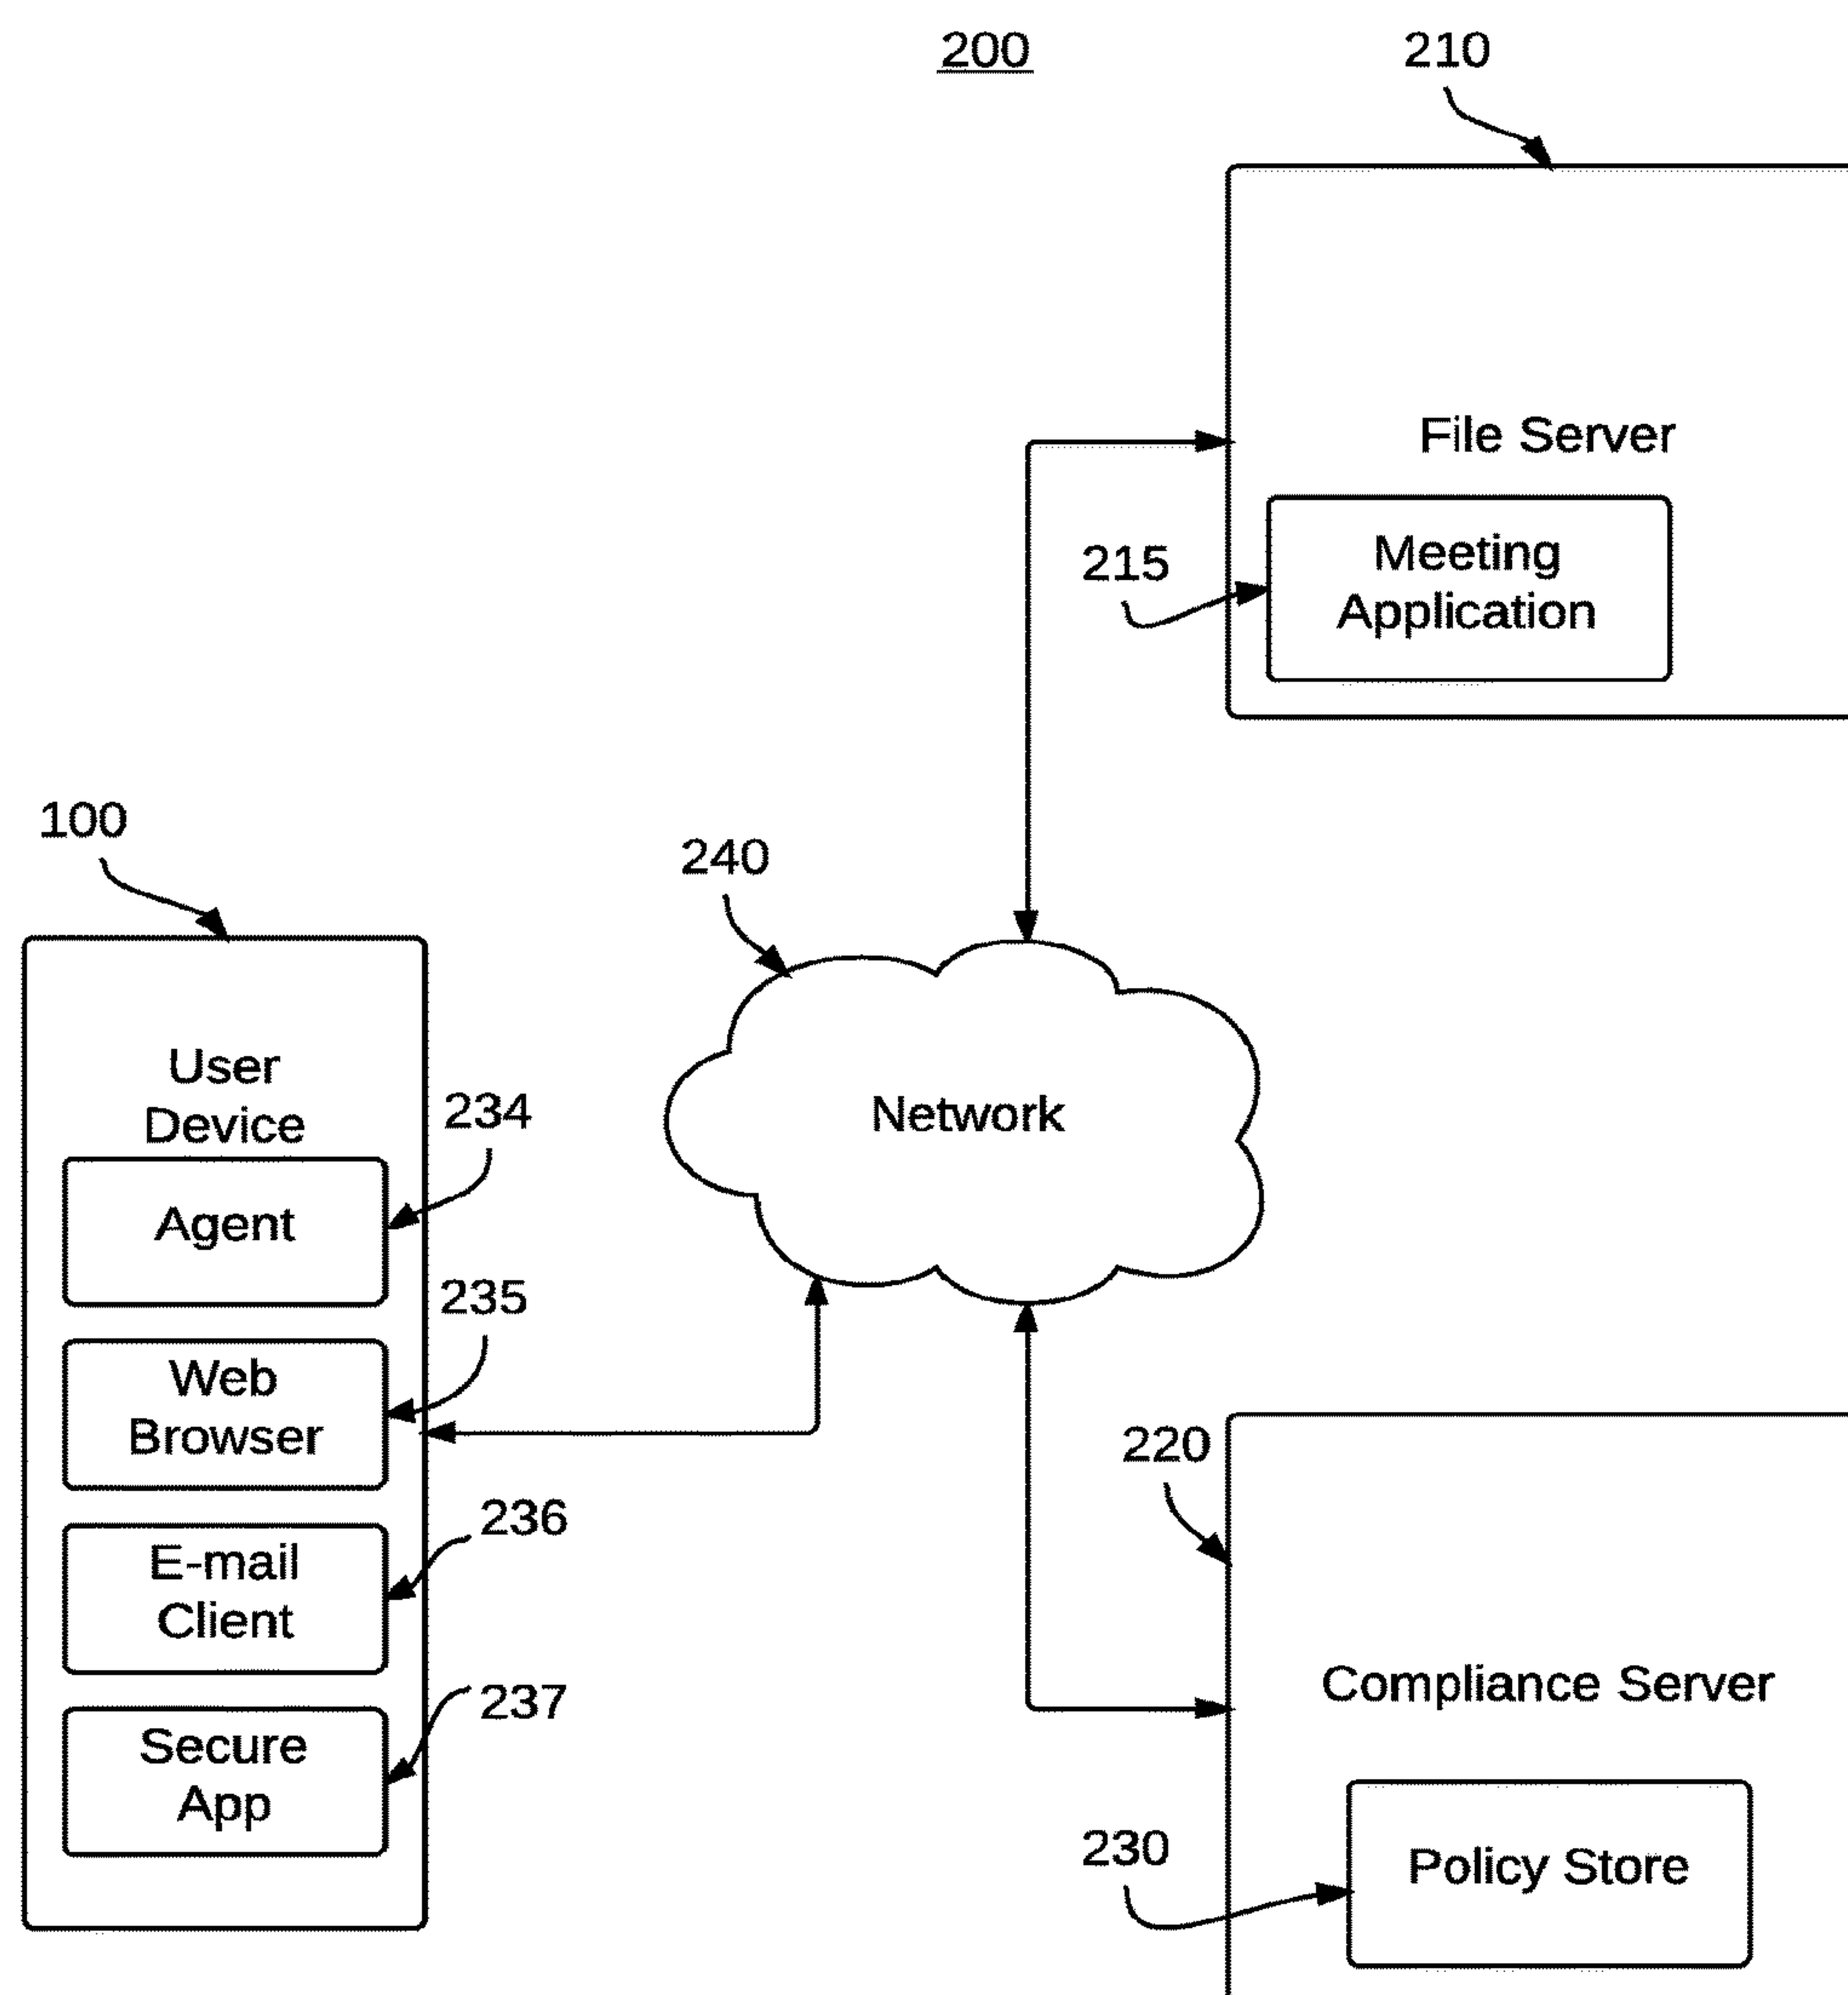 200
210
File Server
215
Meeting
Application
100
240
User
Device
234
Network
Agent
235
Web
Browser
220
236
E-mail
Client
Compliance Server
237
Secure
App
230
Policy Store